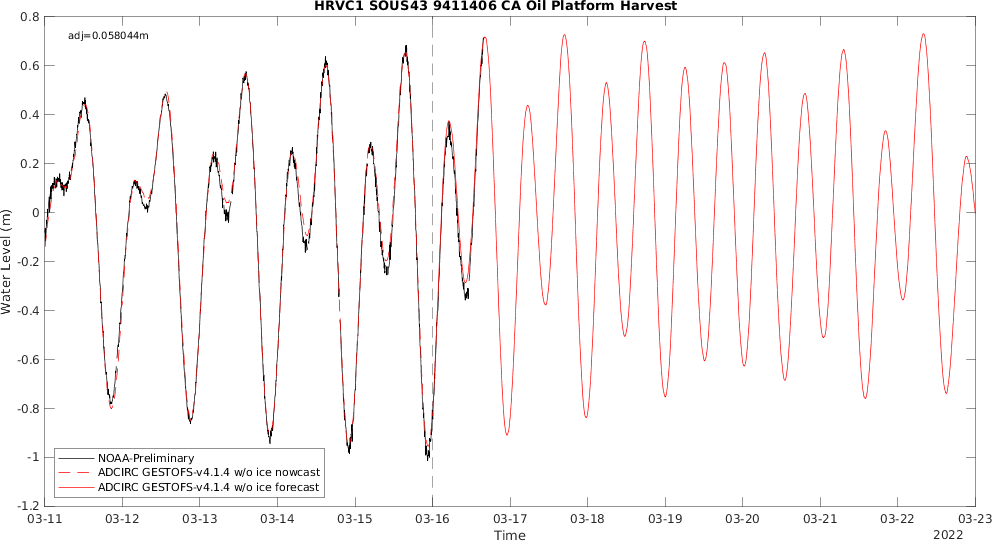 HRVC1 SOUS43 9411406 CA Oil Platform Harvest
adj=0.058044m
0.8
0.6
0.4
0.2
0
-0.2
-0.4
-0.6
-0.8
-1
-1.2
Water Level (m)
NOAA-Preliminary
ADCIRC GESTOFS-v4.1.4 w/o ice nowcast
ADCIRC GESTOFS-v4.1.4 w/o ice forecast
03-11 03-12 03-13 03-14 03-15 03-16 03-17 03-18 03-19 03-20 03-21 03-22 03-23
Time
2022